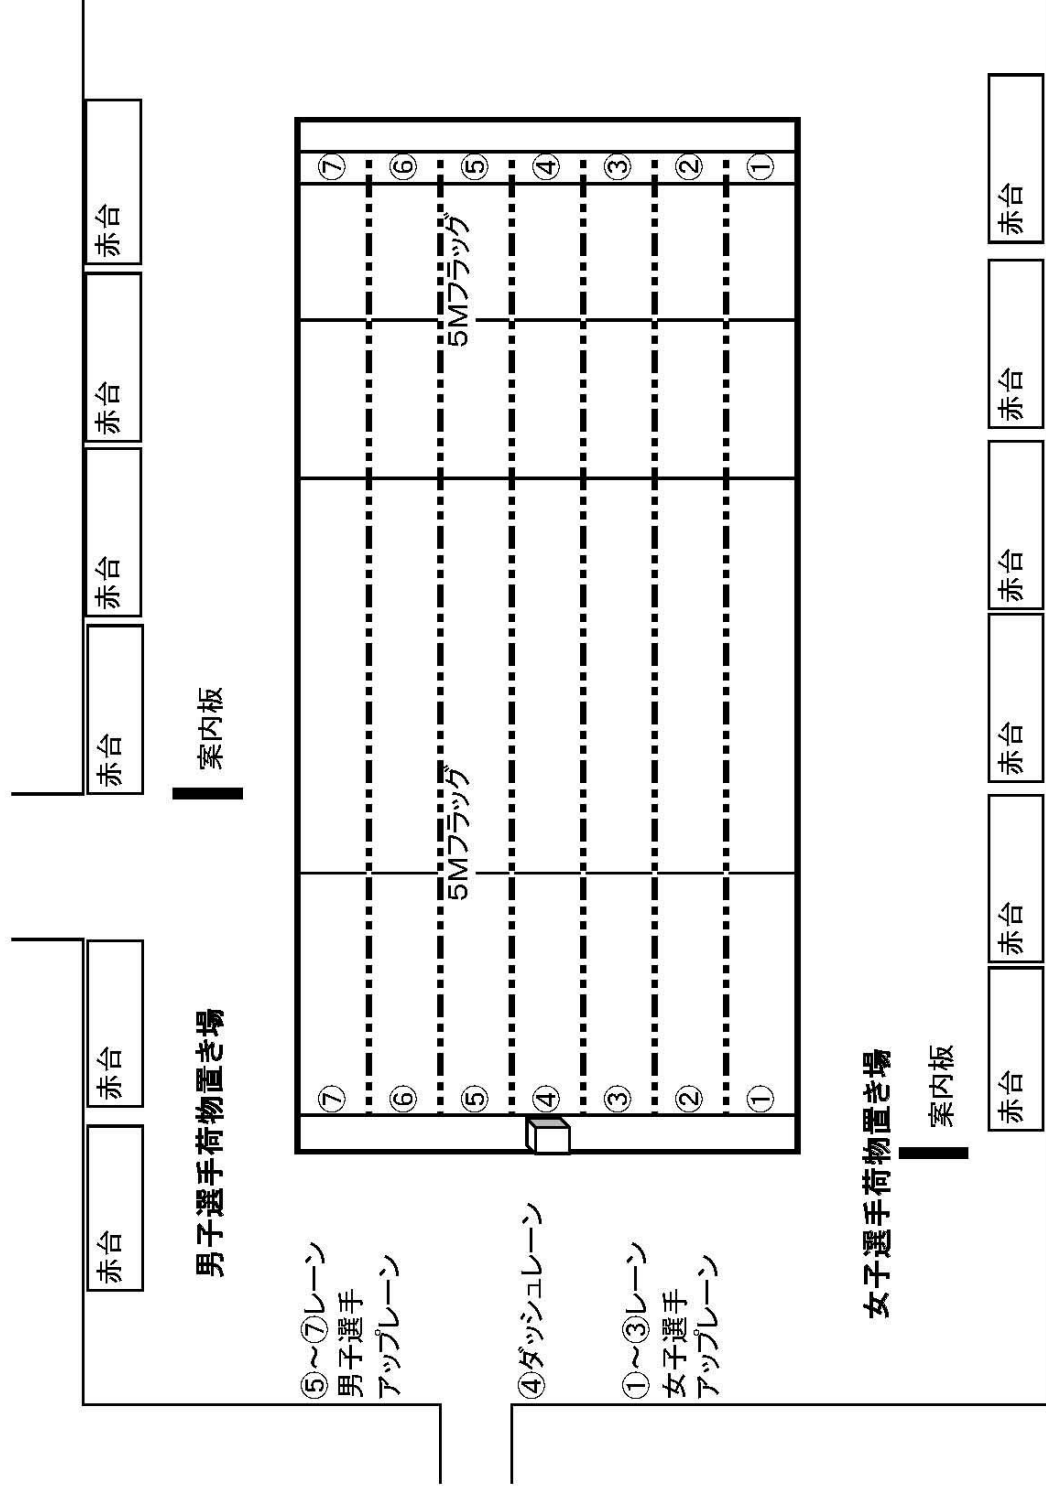 赤台
赤台
赤台
赤台
赤台
赤台
男子選手荷物置き場
案内板
⑤～⑦レーン
男子選手
アップレーン
④ダッシュレーン
①～③レーン
女子選手
アップレーン
⑦
⑥
⑤
④
③
②
①
5Mフラッグ
5Mフラッグ
⑦
⑥
⑤
④
③
②
①
女子選手荷物置き場
案内板
赤台
赤台
赤台
赤台
赤台
赤台